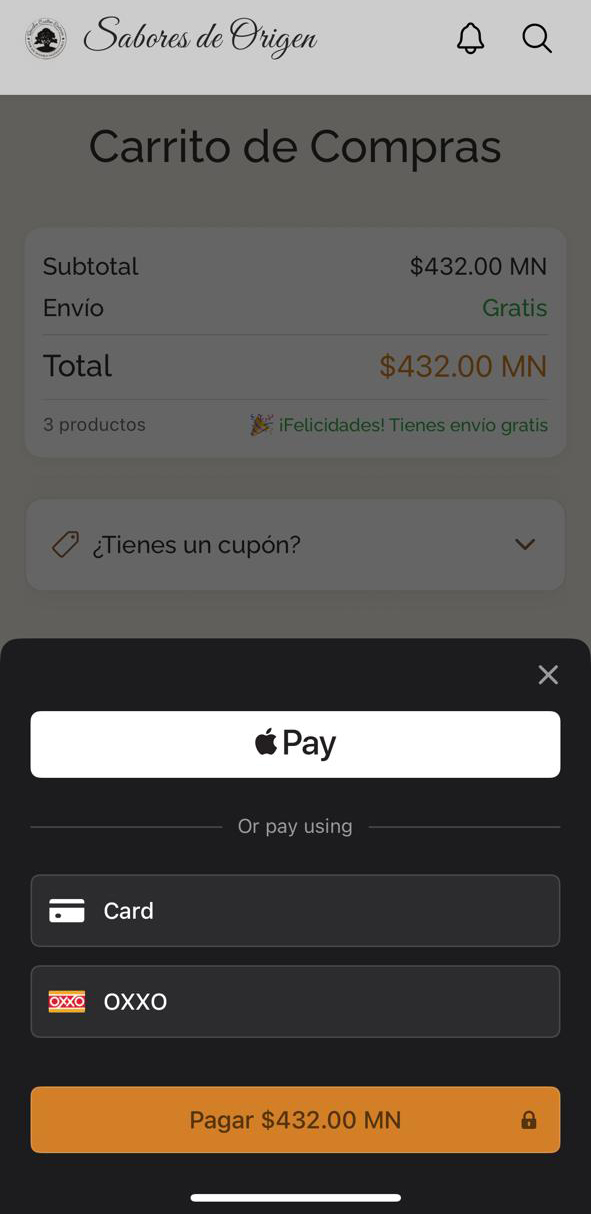 Sabores de Origen
Carrito de Compras
Subtotal $432.00 MN
Envío Gratis
Total $432.00 MN
3 productos 🎉 ¡Felicidades! Tienes envío gratis
¿Tienes un cupón?
Pay
Or pay using
Card
OXXO OXXO
Pagar $432.00 MN